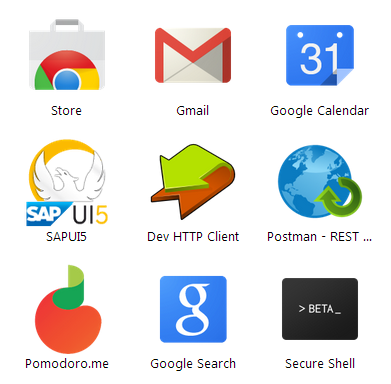 31
Store
Gmail
Google Calendar
SAP UI5
SAPUI5
Dev HTTP Client
Postman - REST ...
g
> BETA_
Pomodoro.me
Google Search
Secure Shell